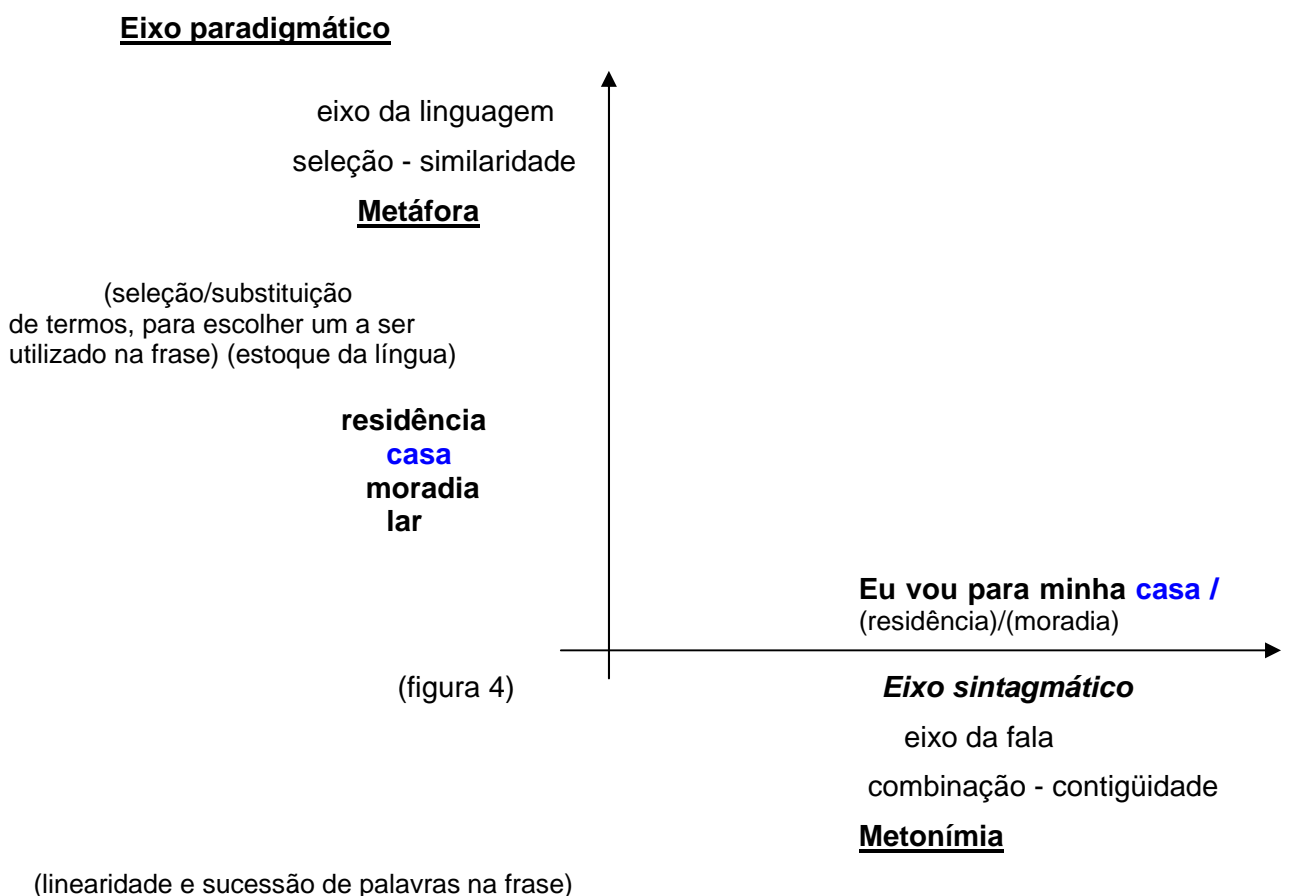 Eixo paradigmático
eixo da linguagem
seleção - similaridade
Metáfora
(seleção/substituição
de termos, para escolher um a ser
utilizado na frase) (estoque da língua)
residência
casa
moradia
lar
Eu vou para minha casa /
(residência)/(moradia)
(figura 4)
Eixo sintagmático
eixo da fala
combinação - contigüidade
Metonímia
(linearidade e sucessão de palavras na frase)